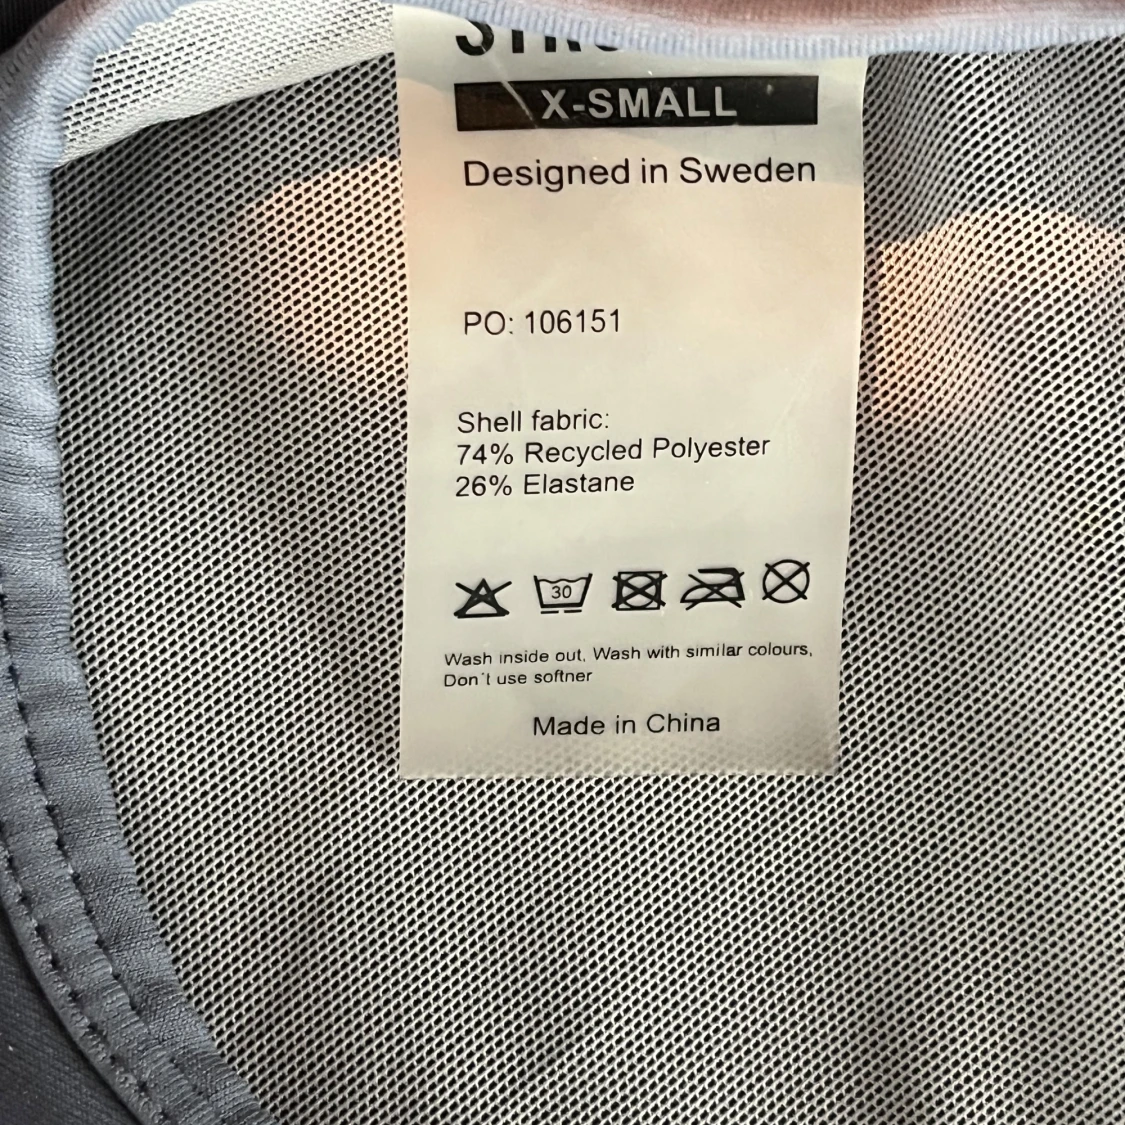 X-SMALL
Designed in Sweden
PO: 106151
Shell fabric:
74% Recycled Polyester
26% Elastane
30
Wash inside out, Wash with similar colours,
Don´t use softner
Made in China